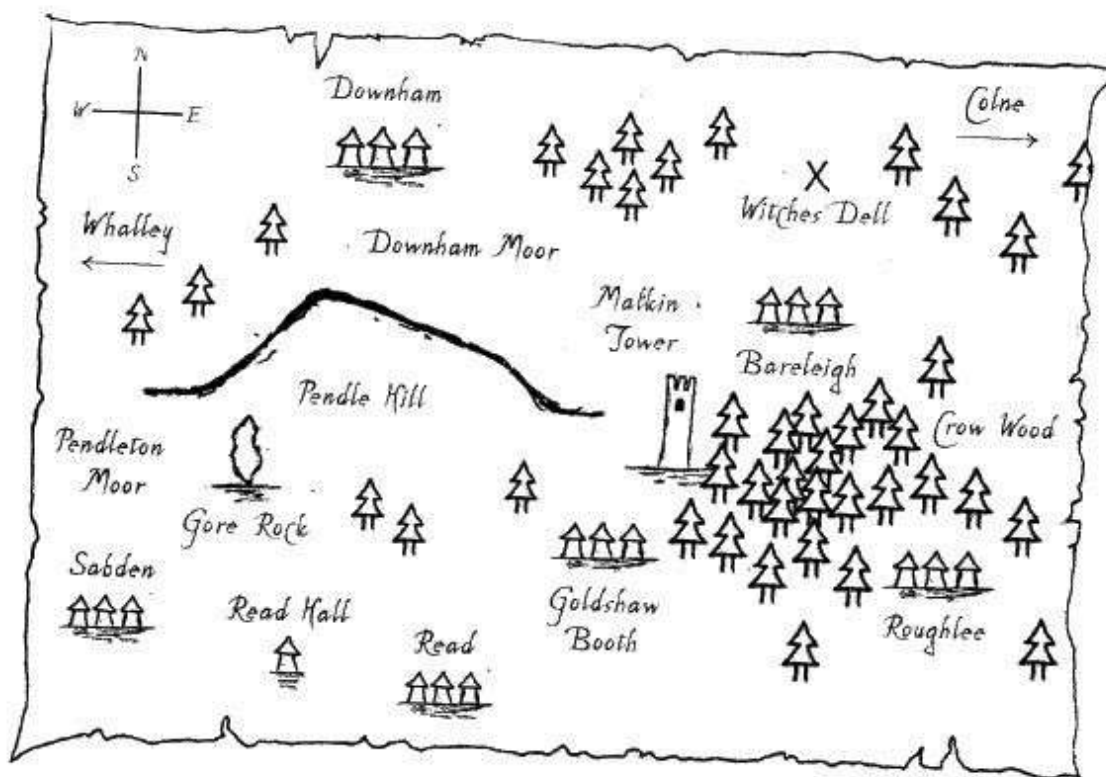 N
W
E
S
Downham
Colne
Witches Dell
Whalley
Downham Moor
Malkin
Tower
Bareleigh
Pendle Hill
Crow Wood
Pendleton
Moor
Gore Rock
Sabden
Read Hall
Goldshaw
Booth
Roughlee
Read